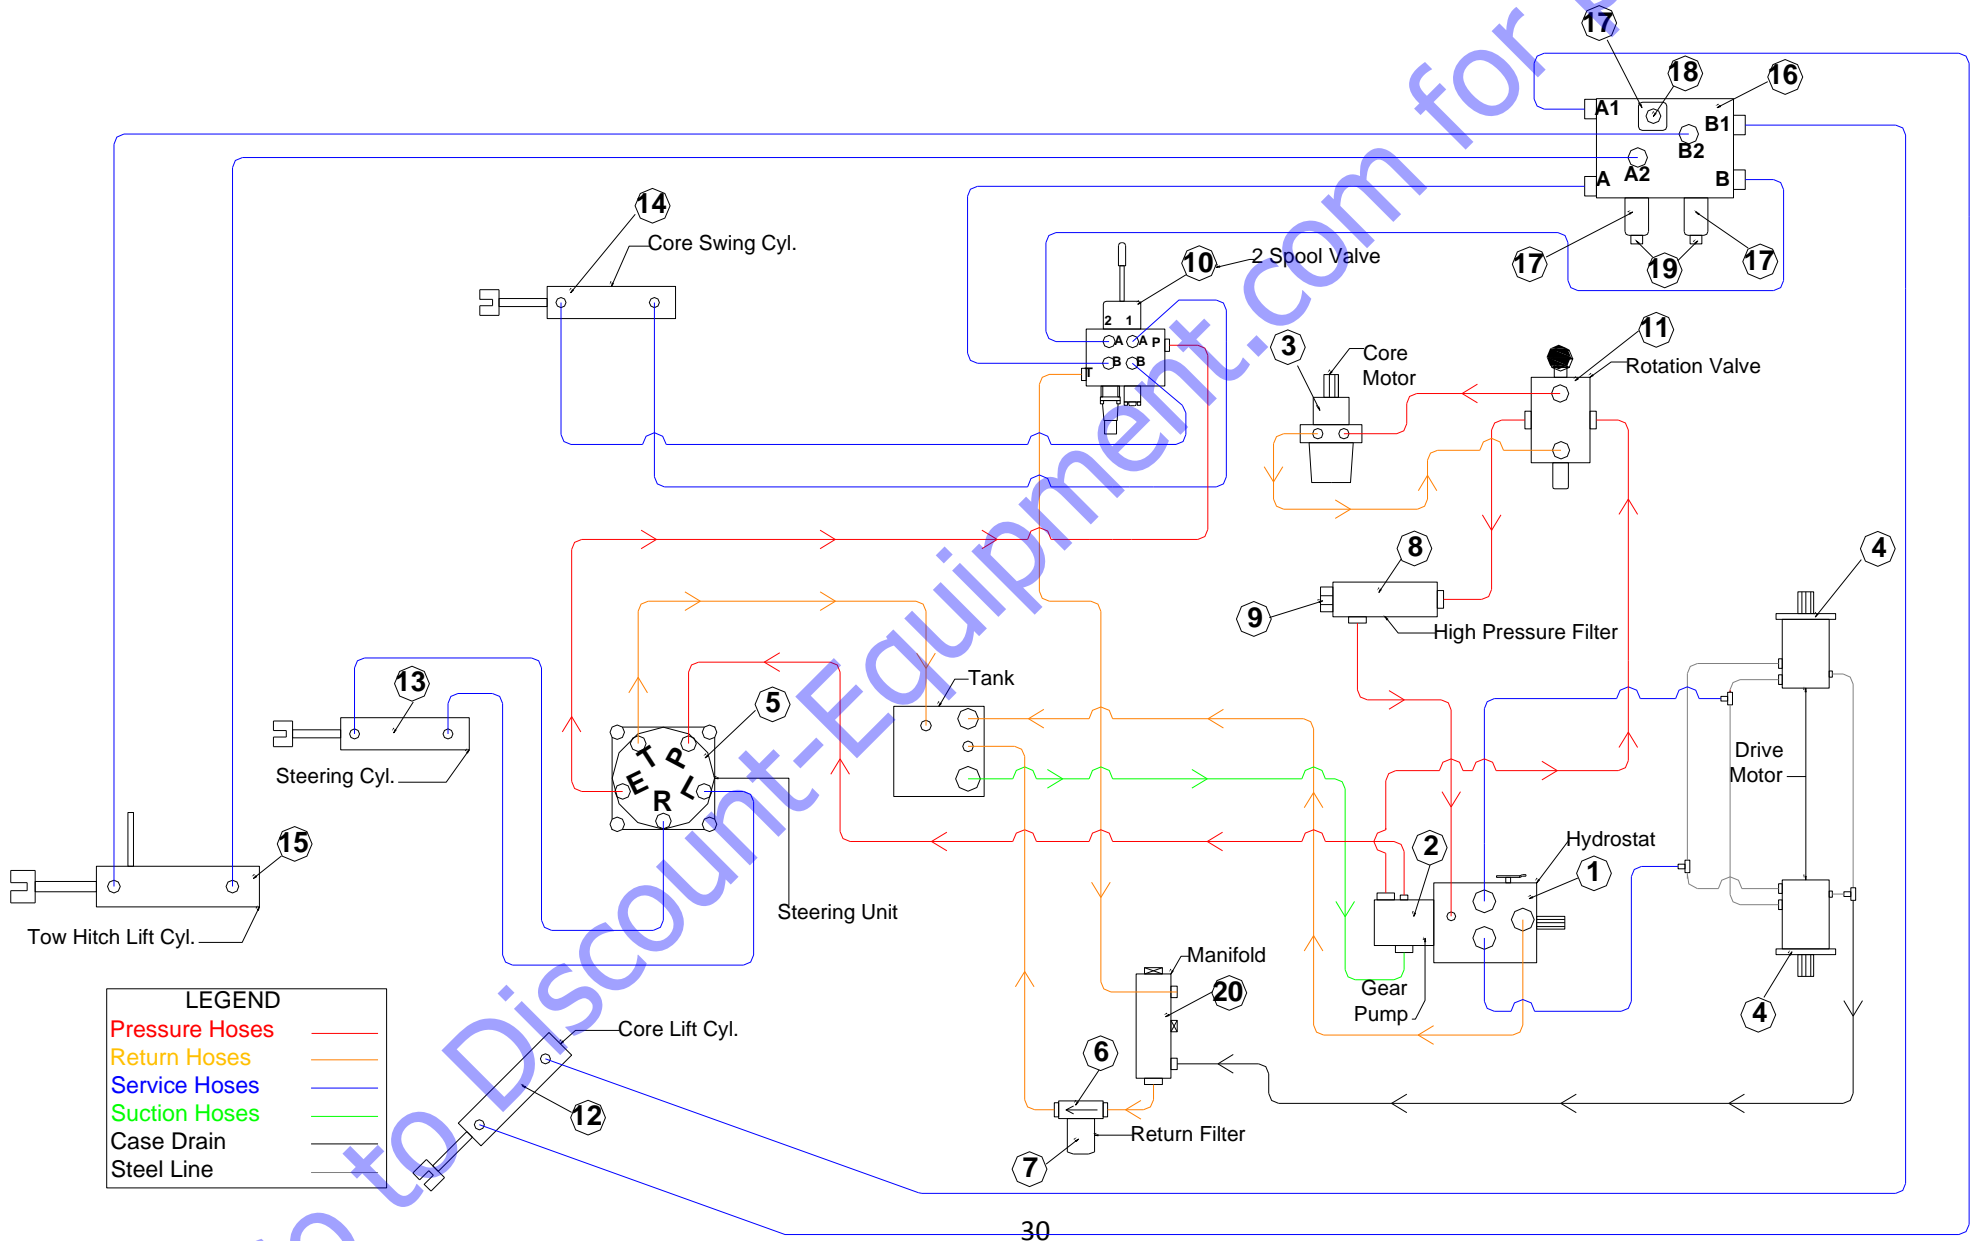 17
18
16
A1
B1
B2
A2
A
B
17
19
17
14
Core Swing Cyl.
10
2 Spool Valve
2 1
A A P
B B
T
3
Core
Motor
11
Rotation Valve
8
9
High Pressure Filter
4
13
Steering Cyl.
5
T P
E L
R
Steering Unit
Tank
Drive
Motor
15
Tow Hitch Lift Cyl.
2
Hydrostat
1
Gear
Pump
4
Manifold
20
6
Return Filter
7
Core Lift Cyl.
12
LEGEND
Pressure Hoses
Return Hoses
Service Hoses
Suction Hoses
Case Drain
Steel Line
to Discount-Equipment.com for
30